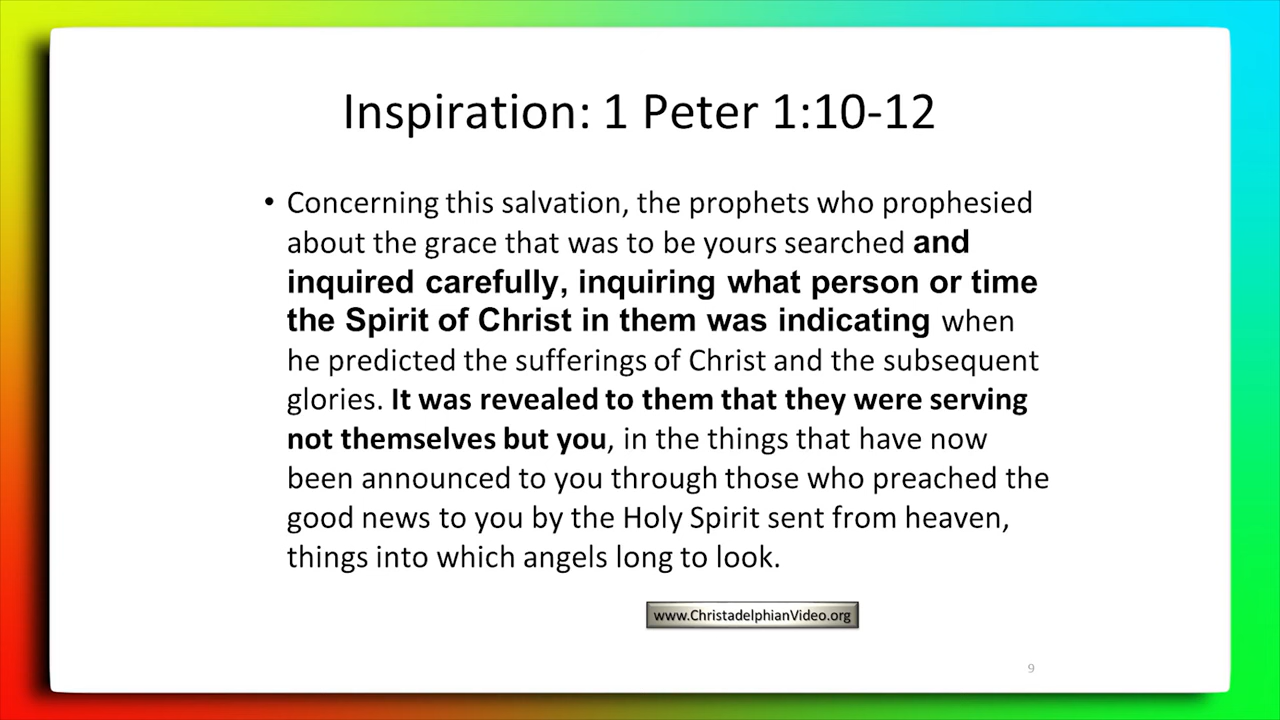 Inspiration: 1 Peter 1:10-12
• Concerning this salvation, the prophets who prophesied
about the grace that was to be yours searched and
inquired carefully, inquiring what person or time
the Spirit of Christ in them was indicating when
he predicted the sufferings of Christ and the subsequent
glories. It was revealed to them that they were serving
not themselves but you, in the things that have now
been announced to you through those who preached the
good news to you by the Holy Spirit sent from heaven,
things into which angels long to look.
www.ChristadelphianVideo.org
9